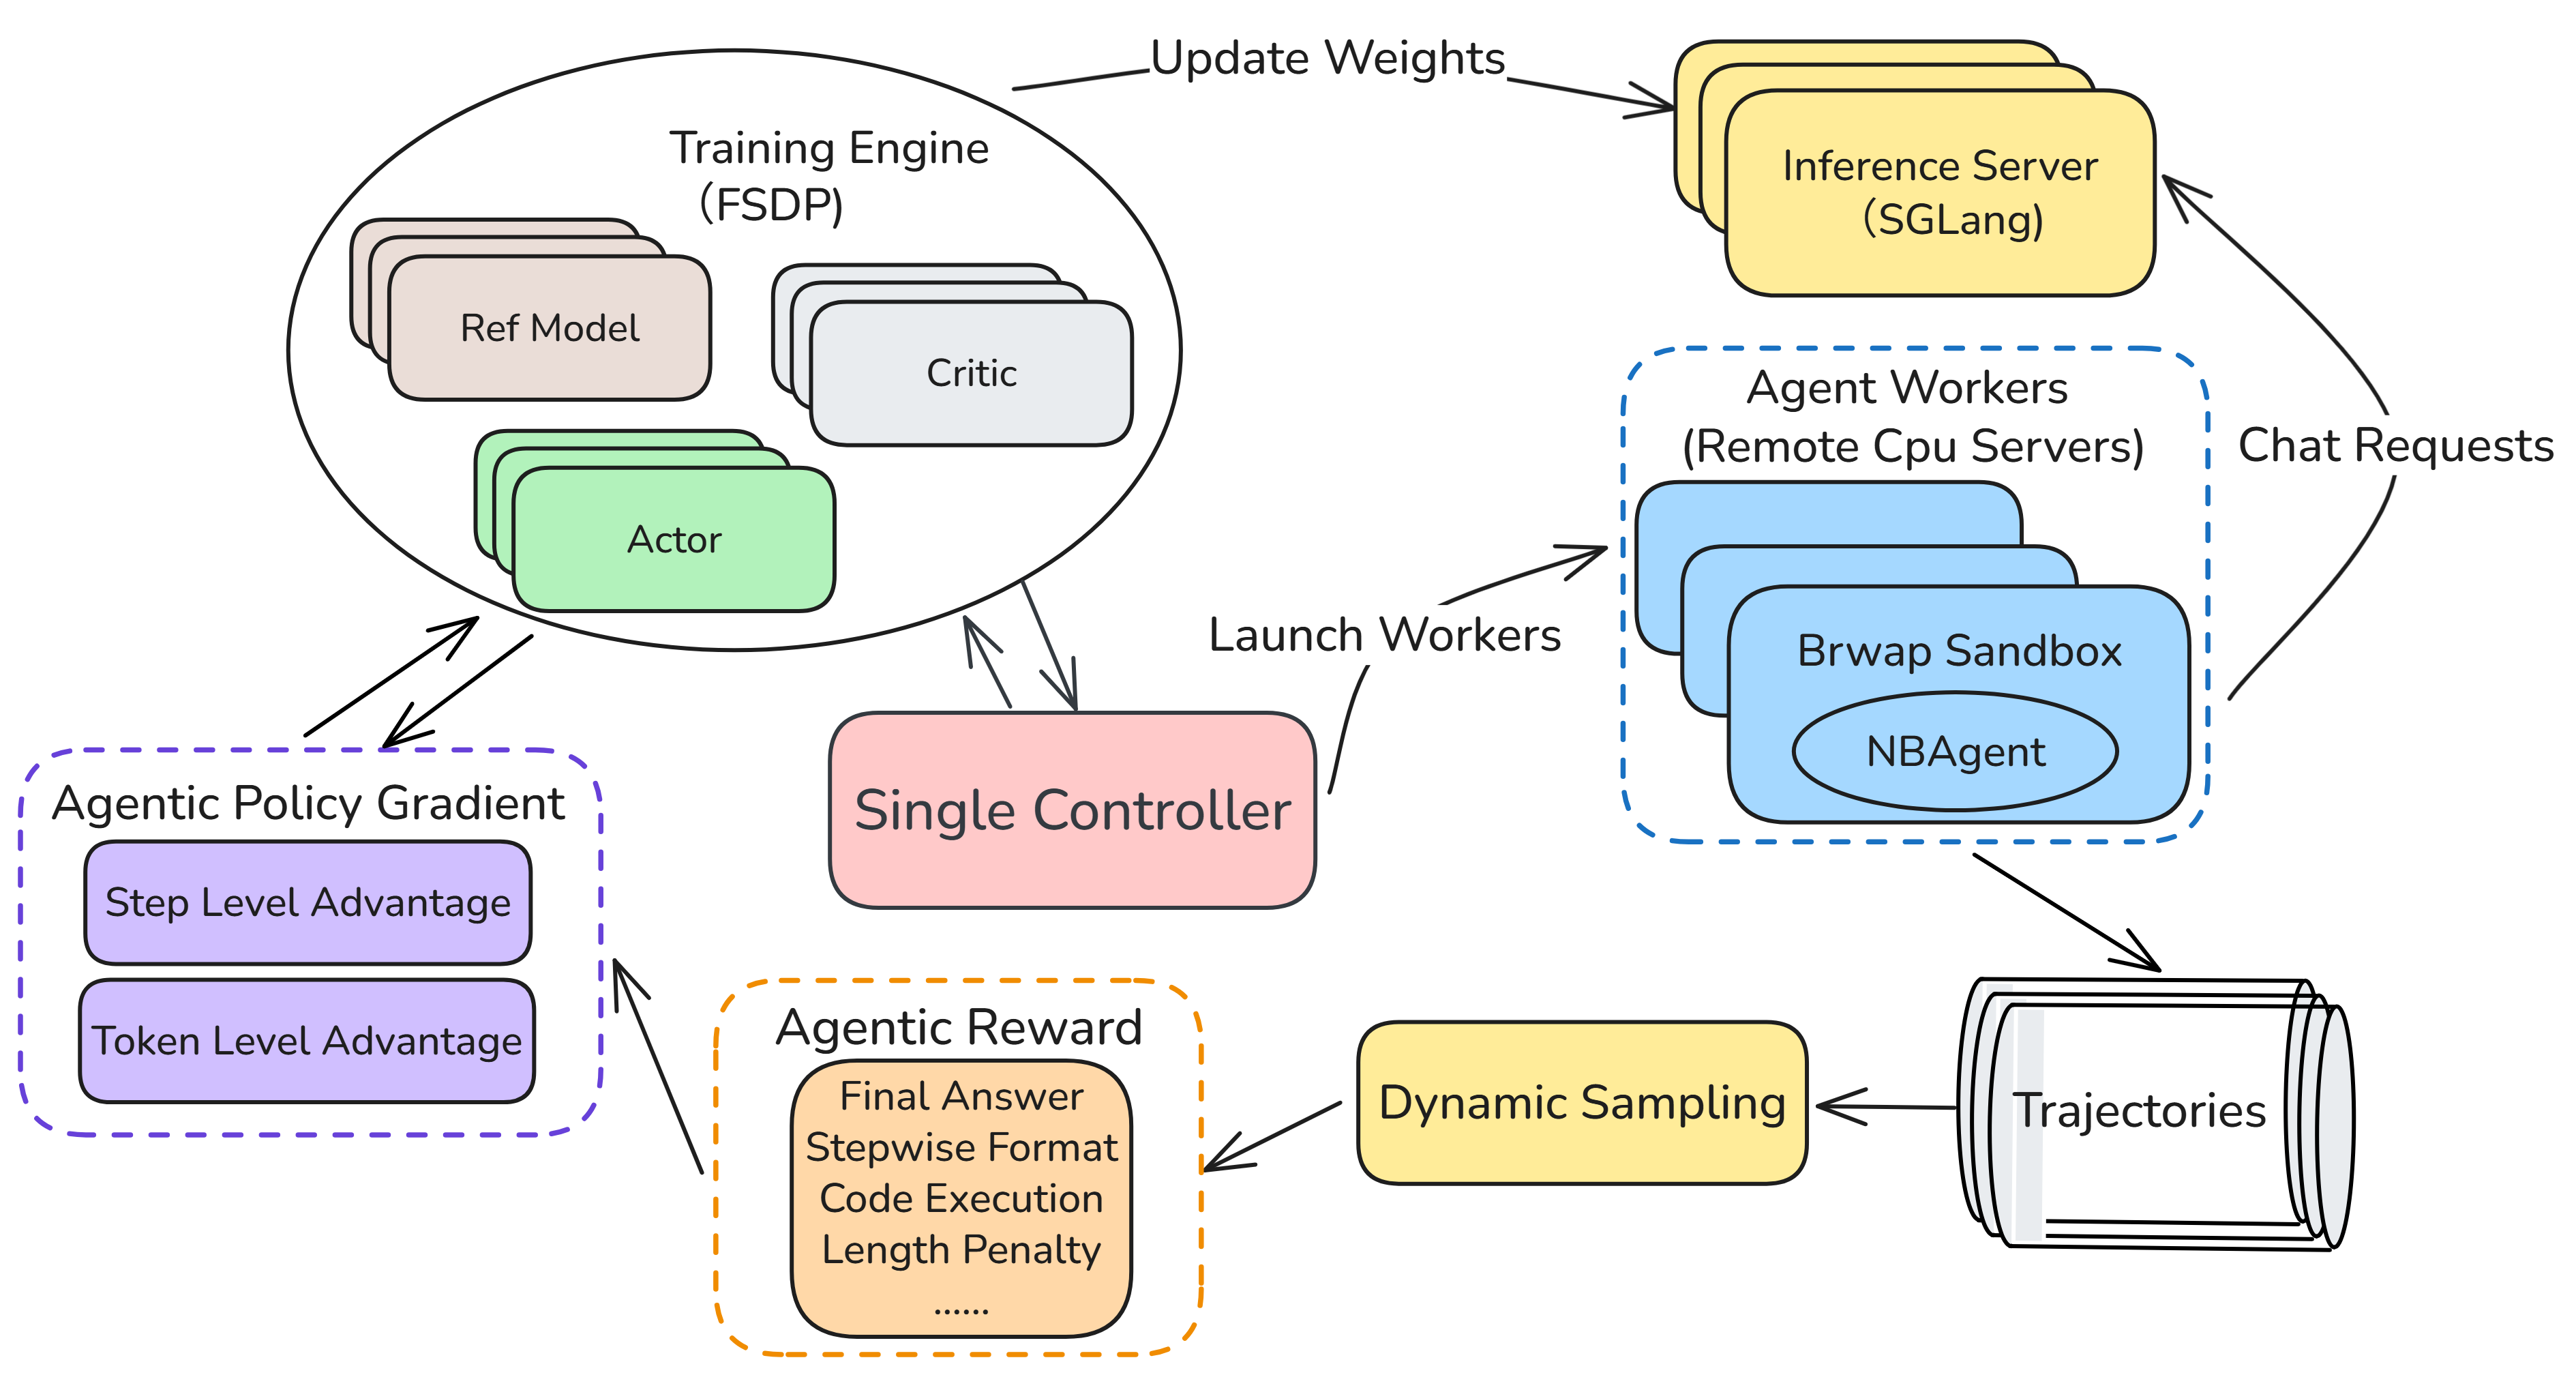 Update Weights
Training Engine
(FSDP)
Ref Model
Critic
Actor
Inference Server
(SGLang)
Agent Workers
(Remote Cpu Servers)
Chat Requests
Launch Workers
Brwap Sandbox
NBAgent
Single Controller
Agentic Policy Gradient
Step Level Advantage
Token Level Advantage
Agentic Reward
Final Answer
Stepwise Format
Code Execution
Length Penalty
......
Dynamic Sampling
Trajectories